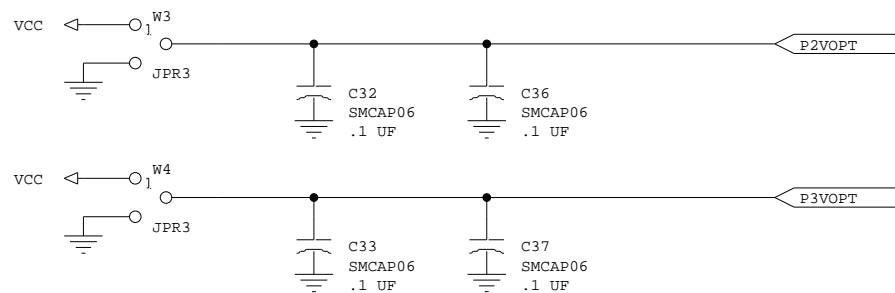 W3
VCC
1
P2VOPT
JPR3
C32
SMCAP06
.1 UF
C36
SMCAP06
.1 UF
W4
VCC
1
P3VOPT
JPR3
C33
SMCAP06
.1 UF
C37
SMCAP06
.1 UF